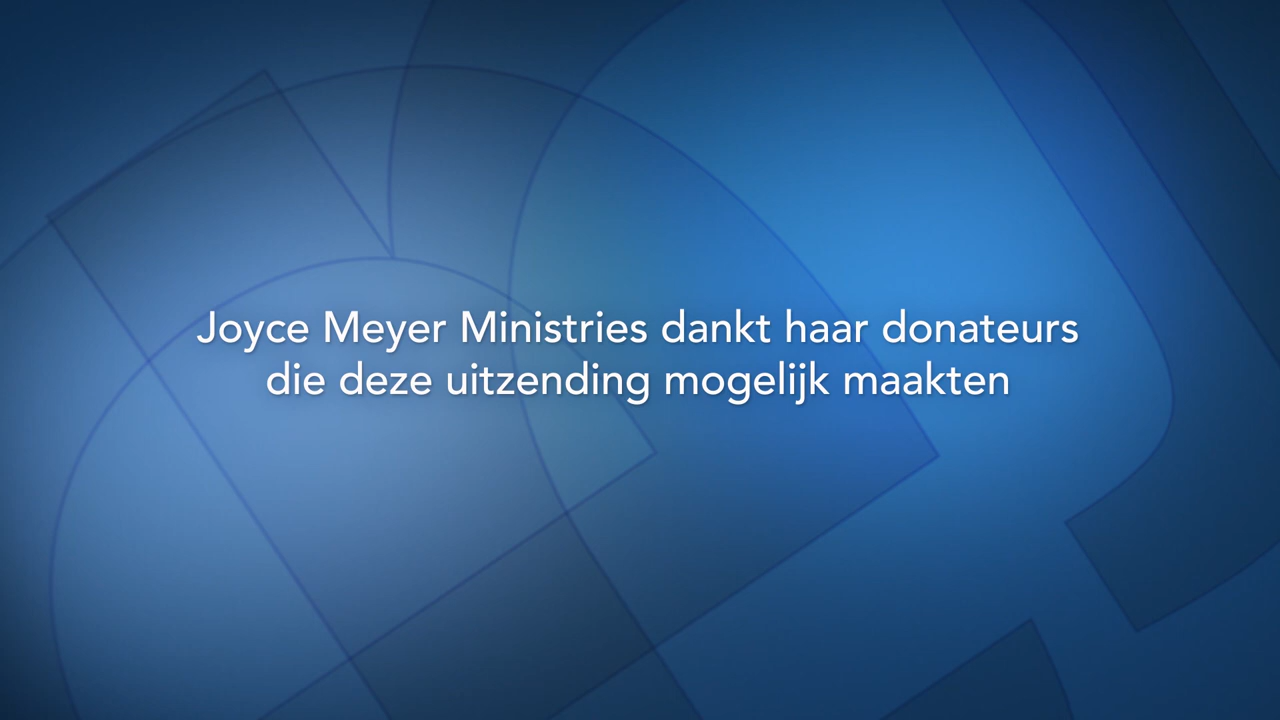 Joyce Meyer Ministries dankt haar donateurs
die deze uitzending mogelijk maakten